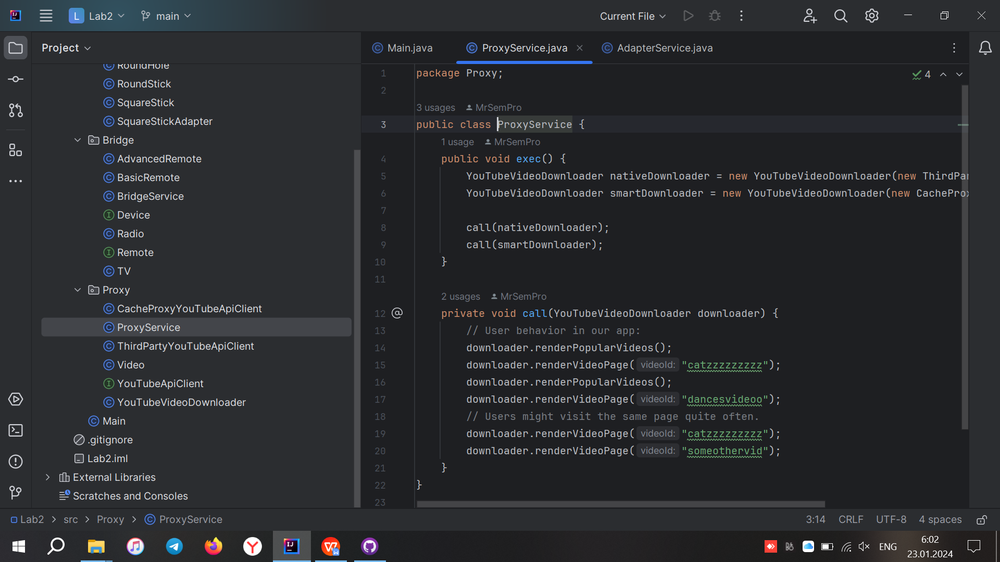 Lab2
main
Current File
Project
RoundHole
RoundStick
SquareStick
SquareStickAdapter
Bridge
AdvancedRemote
BasicRemote
BridgeService
Device
Radio
Remote
TV
Proxy
CacheProxyYouTubeApiClient
ProxyService
ThirdPartyYouTubeApiClient
Video
YouTubeApiClient
YouTubeVideoDownloader
Main
.gitignore
Lab2.iml
External Libraries
Scratches and Consoles
Main.java
ProxyService.java
AdapterService.java
4
1 package Proxy;
2
3 usages MrSemPro
3 public class ProxyService {
1 usage MrSemPro
4 public void exec() {
5 YouTubeVideoDownloader nativeDownloader = new YouTubeVideoDownloader(new ThirdPar
6 YouTubeVideoDownloader smartDownloader = new YouTubeVideoDownloader(new CacheProx
7
8 call(nativeDownloader);
9 call(smartDownloader);
10 }
11
2 usages MrSemPro
12 @ private void call(YouTubeVideoDownloader downloader) {
13 // User behavior in our app:
14 downloader.renderPopularVideos();
15 downloader.renderVideoPage( videoId: "catzzzzzzzzz");
16 downloader.renderPopularVideos();
17 downloader.renderVideoPage( videoId: "dancesvideoo");
18 // Users might visit the same page quite often.
19 downloader.renderVideoPage( videoId: "catzzzzzzzzz");
20 downloader.renderVideoPage( videoId: "someothervid");
21 }
22 }
23
Lab2 > src > Proxy > ProxyService
3:14 CRLF UTF-8 4 spaces
ENG
6:02
23.01.2024